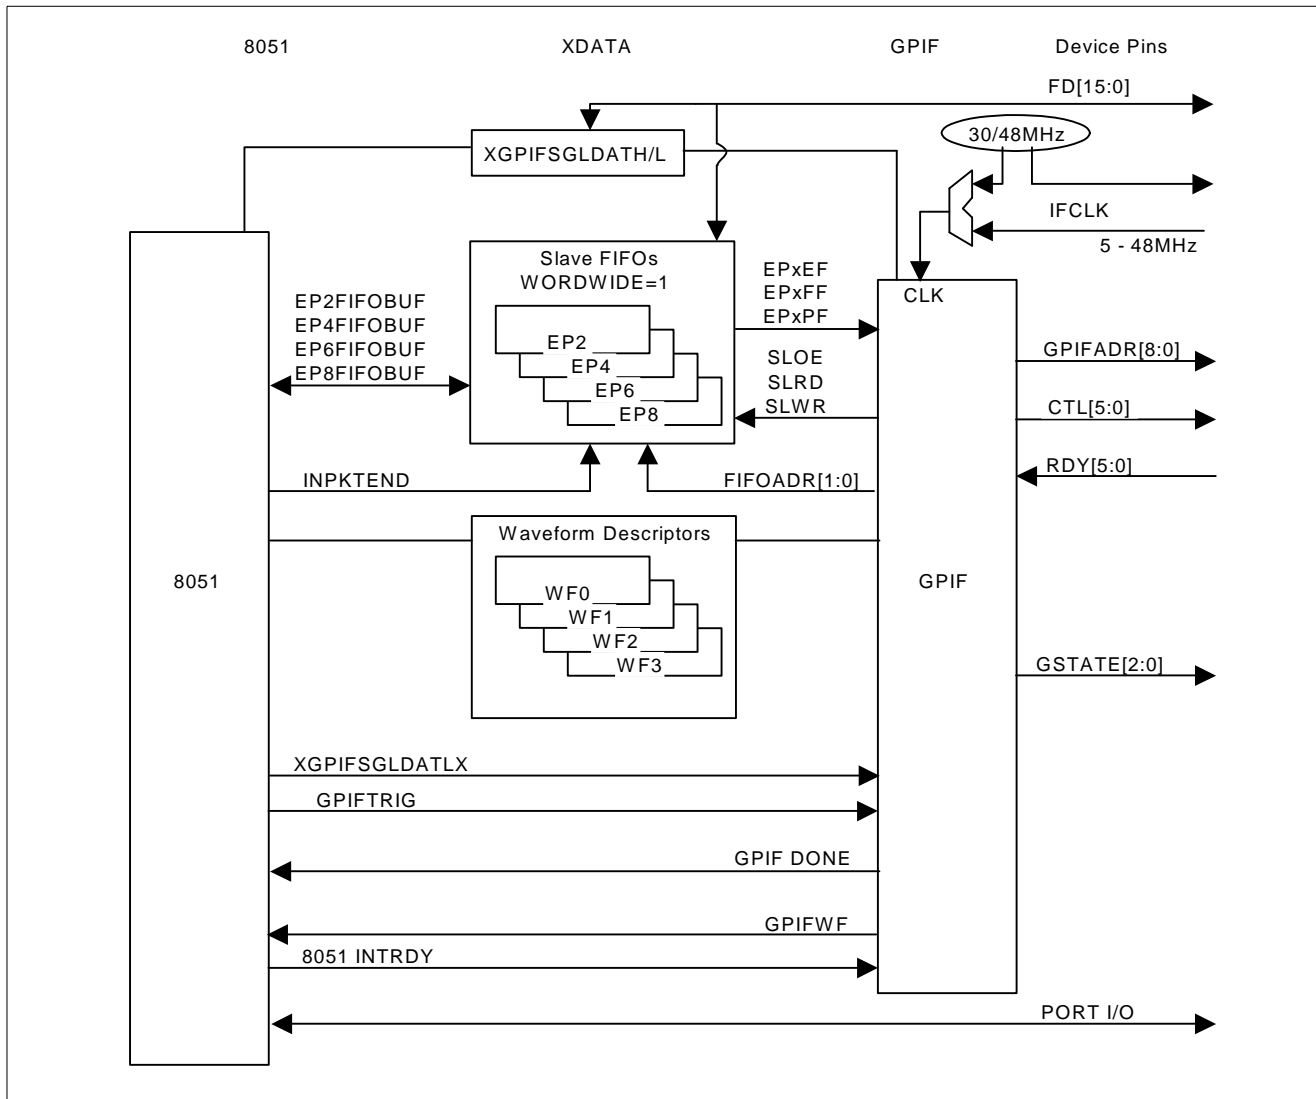 8051 XDATA GPIF Device Pins
FD[15:0]
30/48MHz
XGPIFSGLDATH/L
IFCLK
5 - 48MHz
Slave FIFOs
WORDWIDE=1
EP2
EP4
EP6
EP8
EP2FIFOBUF
EP4FIFOBUF
EP6FIFOBUF
EP8FIFOBUF
EPxEF
EPxFF
EPxPF
SLOE
SLRD
SLWR
CLK
GPIFADR[8:0]
CTL[5:0]
RDY[5:0]
INPKTEND
FIFOADR[1:0]
Waveform Descriptors
WF0
WF1
WF2
WF3
8051
GPIF
GSTATE[2:0]
XGPIFSGLDATLX
GPIFTRIG
GPIF DONE
GPIFWF
8051 INTRDY
PORT I/O